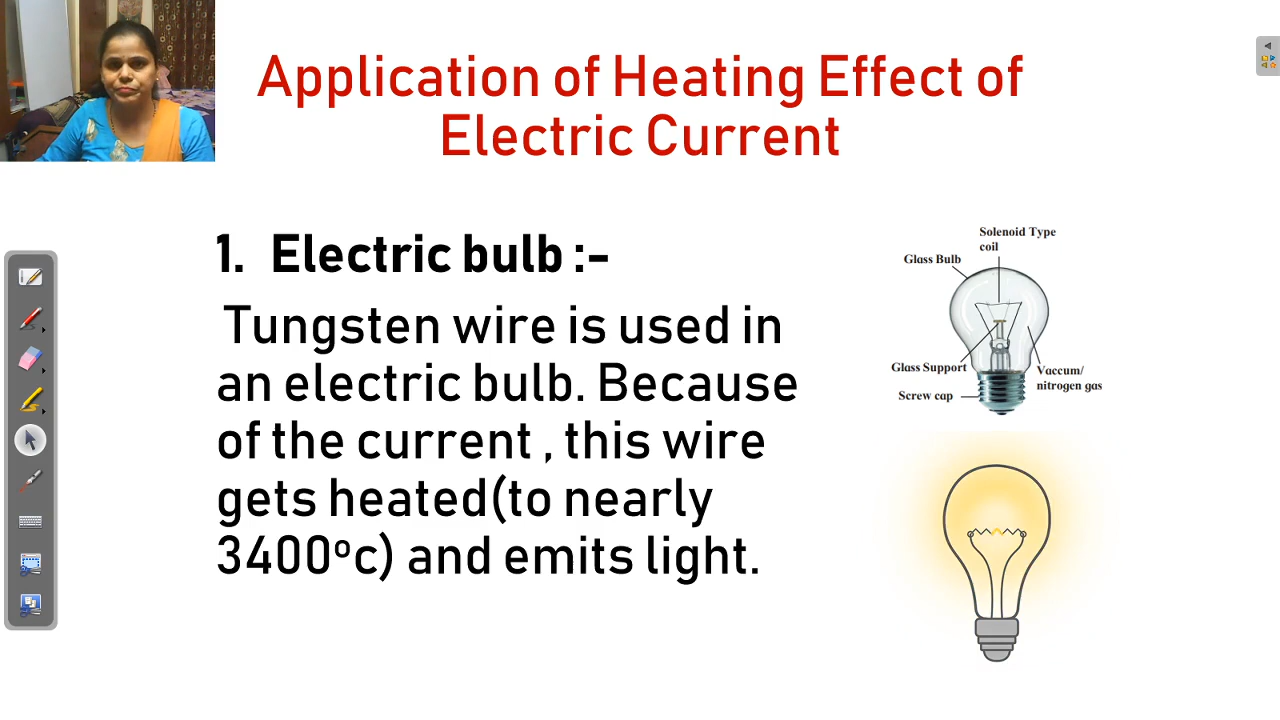 Application of Heating Effect of
Electric Current
1. Electric bulb :-
Tungsten wire is used in
an electric bulb. Because
of the current , this wire
gets heated(to nearly
3400ºc) and emits light.
Solenoid Type
coil
Glass Bulb
Glass Support
Vaccum/
nitrogen gas
Screw cap